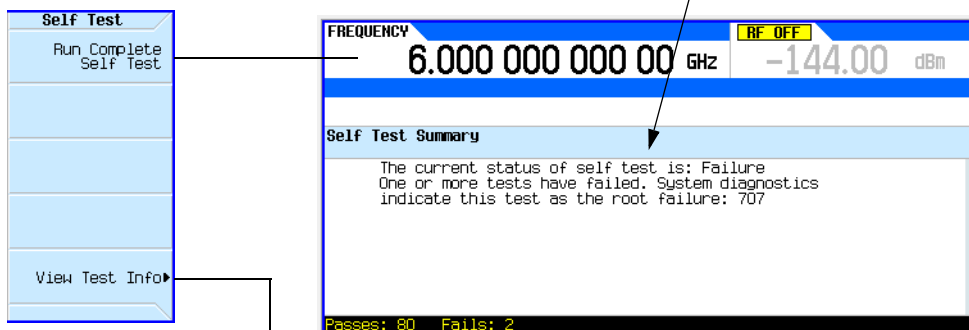 Self Test
Run Complete
Self Test
View Test Info
FREQUENCY
6.000 000 000 00 GHz
RF OFF
-144.00 dBm
Self Test Summary
The current status of self test is: Failure
One or more tests have failed. System diagnostics
indicate this test as the root failure: 707
Passes: 80 Fails: 2